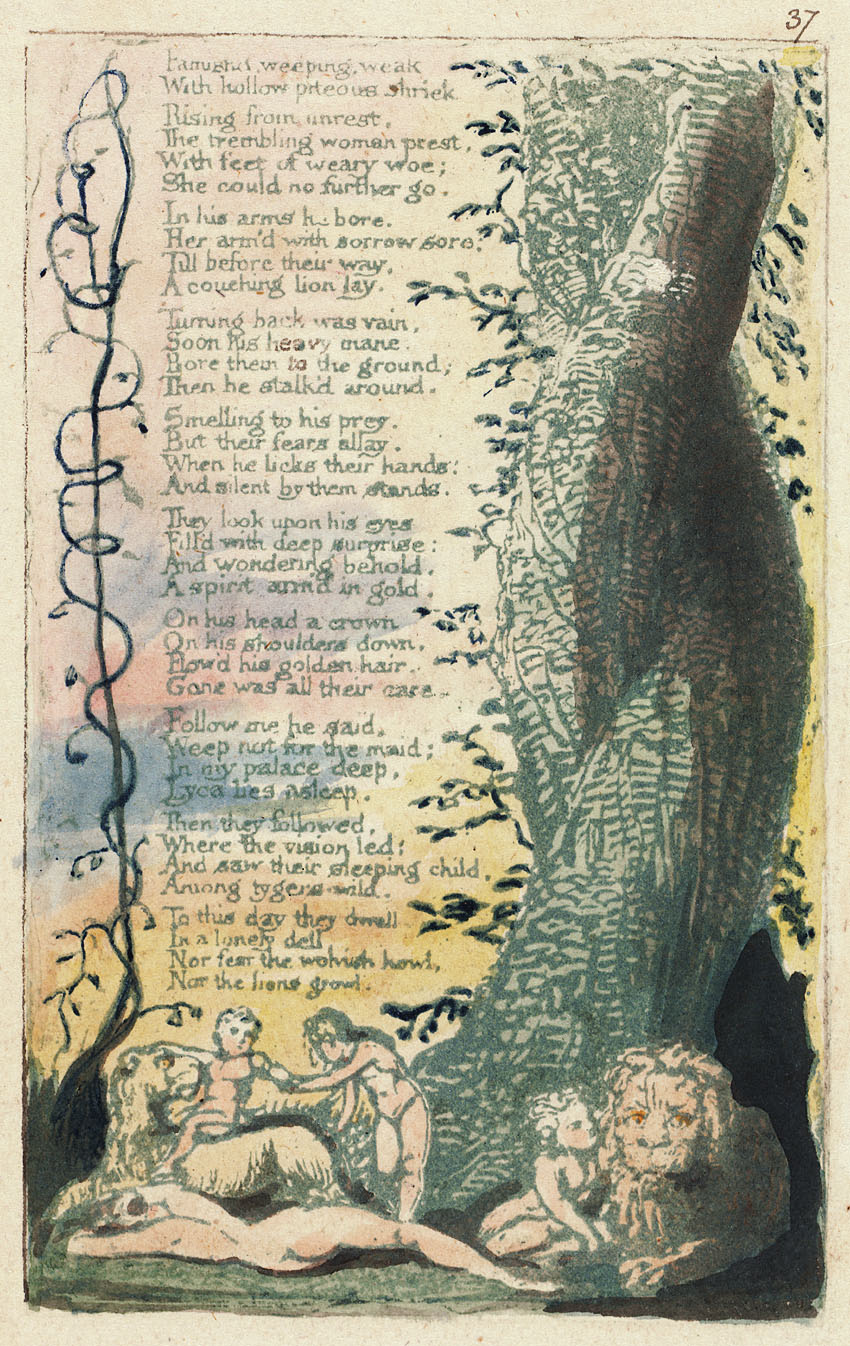 37
Famish'd, weeping, weak
With hollow piteous shriek
Rising from unrest,
The trembling woman prest,
With feet of weary woe;
She could no further go.
In his arms he bore.
Her arm'd with sorrow sore:
Till before their way,
A couching lion lay.
Turning back was vain,
Soon his heavy mane.
Bore them to the ground;
Then he stalk'd around.
Smelling to his prey.
But their fears allay.
When he licks their hands:
And silent by them stands.
They look upon his eyes
Fill'd with deep surprise:
And wondering behold.
A spirit arm'd in gold.
On his head a crown
On his shoulders down,
Flow'd his golden hair.
Gone was all their care.
Follow me he said,
Weep not for the maid;
In my palace deep,
Lyca lies asleep.
Then they followed,
Where the vision led:
And saw their sleeping child,
Among tygers wild.
To this day they dwell
In a lonely dell
Nor fear the wolvish howl,
Nor the lions growl.